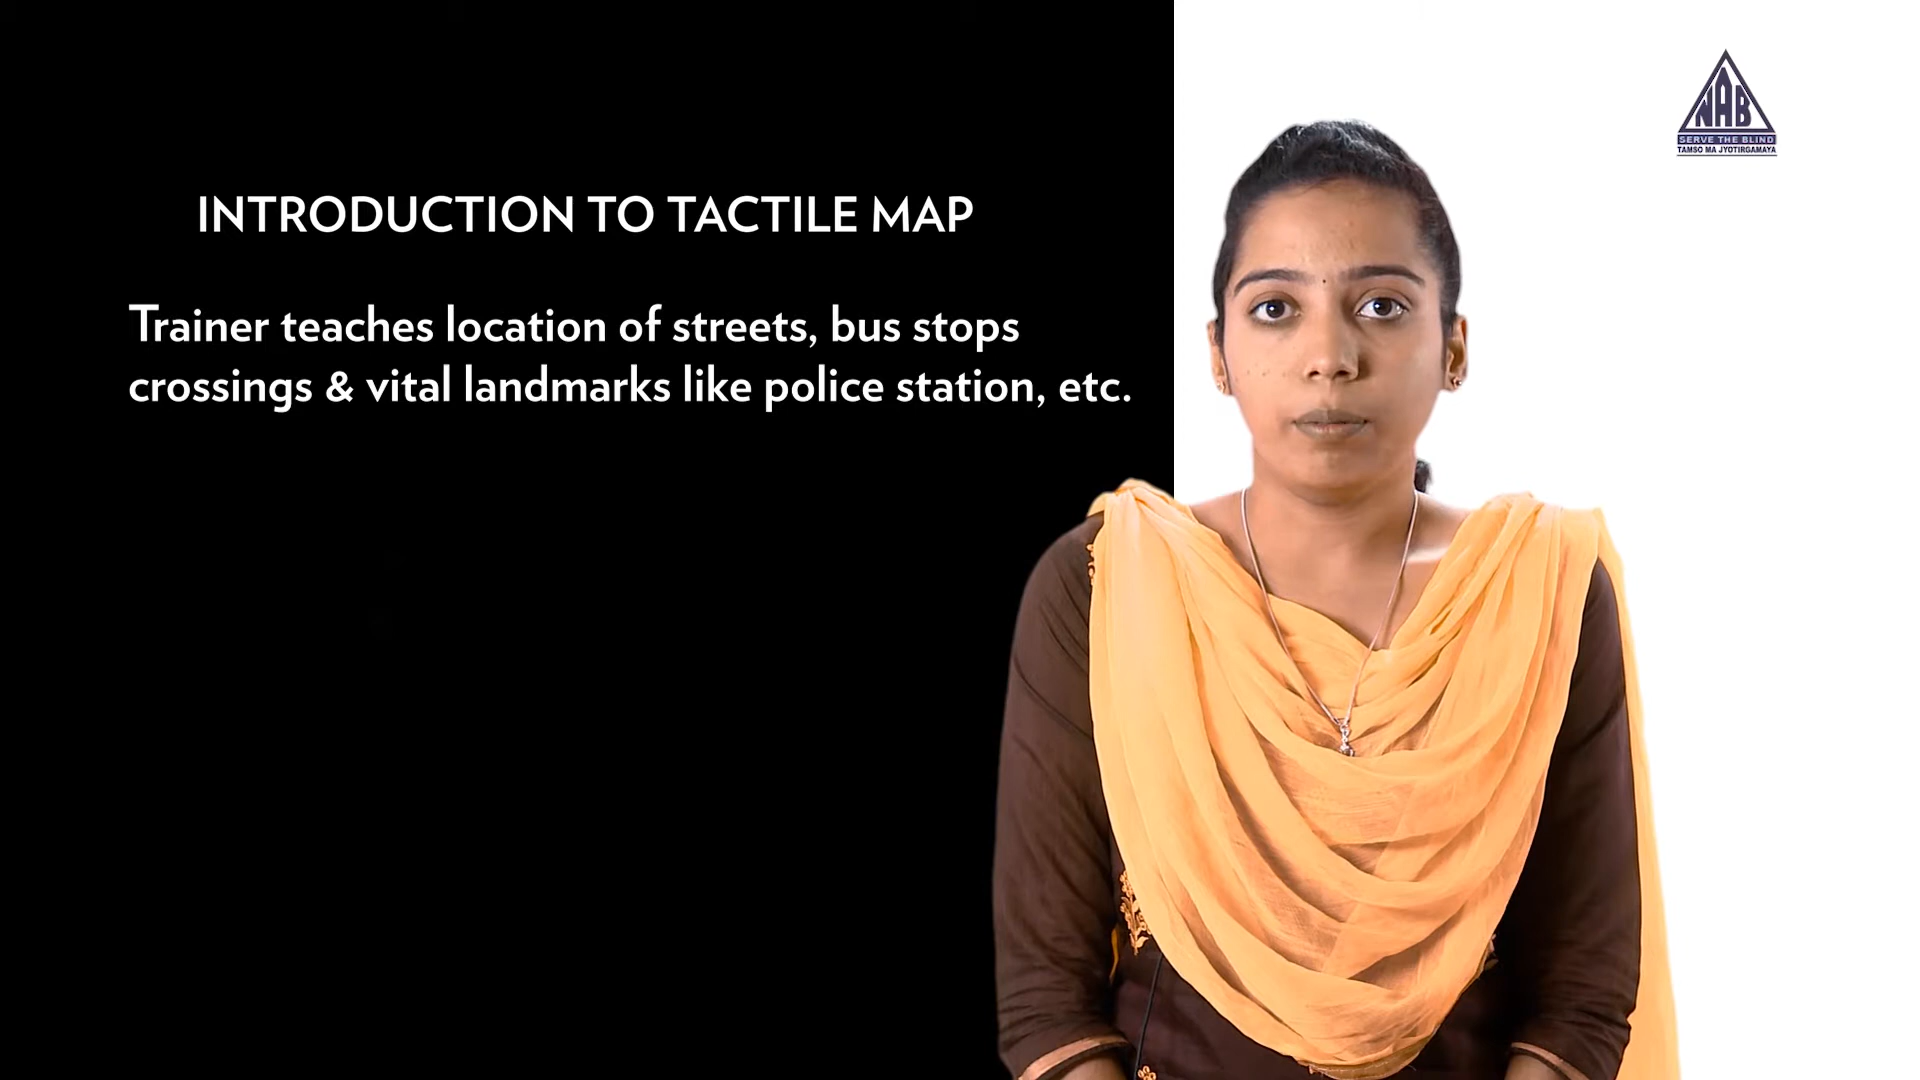 INTRODUCTION TO TACTILE MAP
Trainer teaches location of streets, bus stops
crossings & vital landmarks like police station, etc.
NAB
SERVE THE BLIND
TAMSO MA JYOTIRGAMAYA